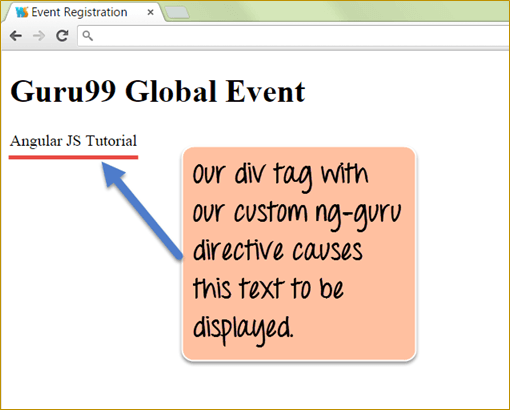 Event Registration
Guru99 Global Event
Angular JS Tutorial
our div tag with
our custom ng-guru
directive causes
this text to be
displayed.